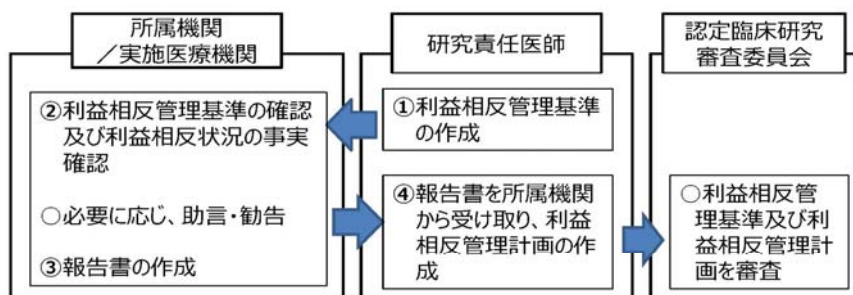 所属機関
／実施医療機関
研究責任医師
認定臨床研究
審査委員会
②利益相反管理基準の確認
及び利益相反状況の事実
確認
○必要に応じ、助言・勧告
③報告書の作成
①利益相反管理基準
の作成
④報告書を所属機関
から受け取り、利益
相反管理計画の作
成
○利益相反管
理基準及び利
益相反管理計
画を審査